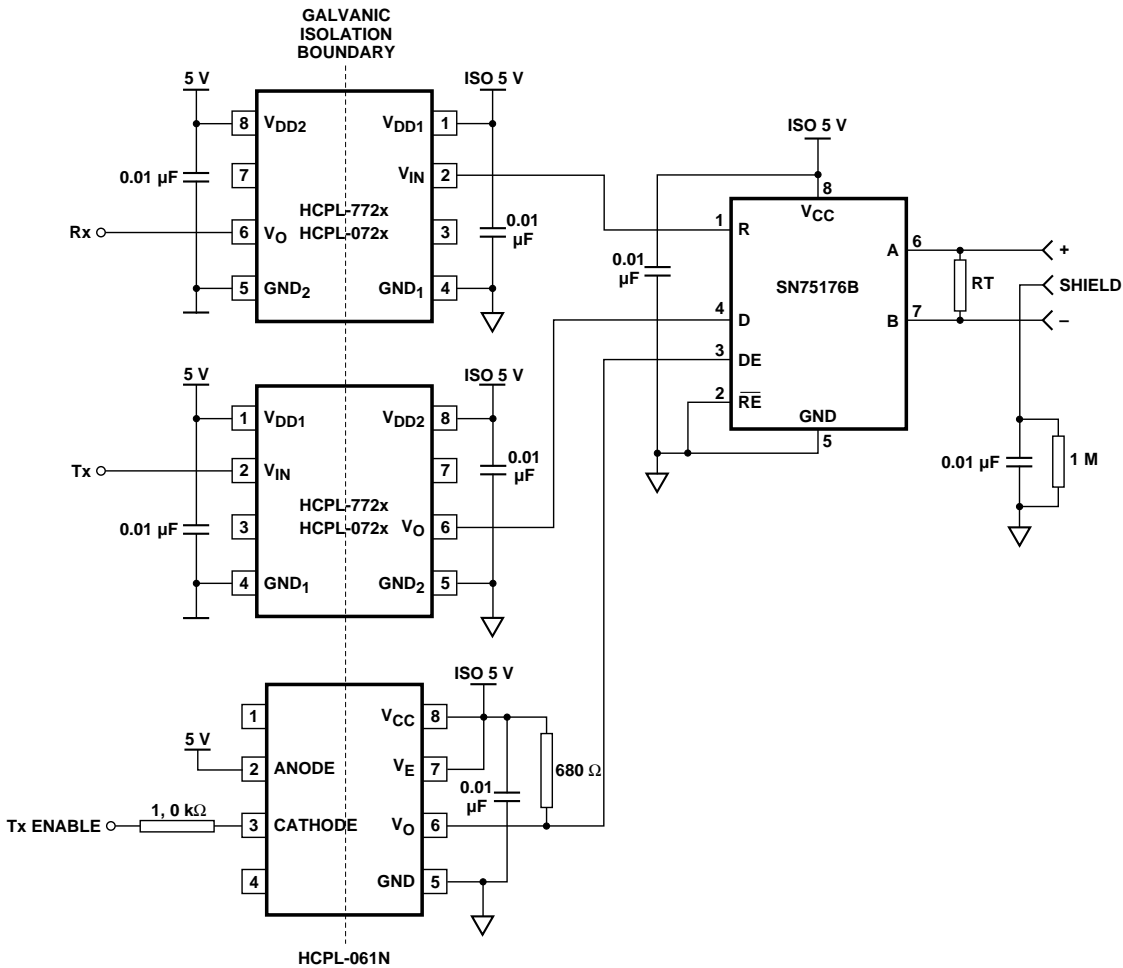 GALVANIC
ISOLATION
BOUNDARY
5 V
ISO 5 V
8
VDD2
VDD1
1
0.01 µF
7
VIN
2
HCPL-772x
HCPL-072x
Rx
6
VO
3
0.01
µF
5
GND2
GND1
4
5 V
ISO 5 V
1
VDD1
VDD2
8
Tx
2
VIN
7
0.01
µF
HCPL-772x
HCPL-072x
0.01 µF
3
VO
6
4
GND1
GND2
5
ISO 5 V
1
VCC
8
5 V
2
ANODE
VE
7
680 Ω
0.01
µF
1, 0 kΩ
Tx ENABLE
3
CATHODE
VO
6
4
GND
5
HCPL-061N
ISO 5 V
8
VCC
1
R
0.01
µF
A
6
+
RT
SHIELD
SN75176B
4
D
B
7
–
3
DE
2
RE
GND
5
0.01 µF
1 M